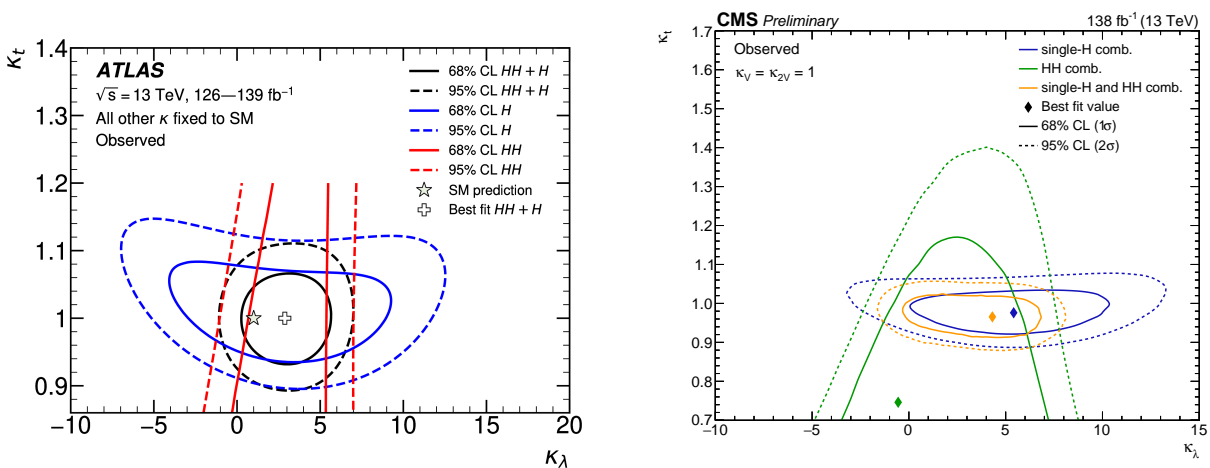 ATLAS
√s = 13 TeV, 126—139 fb⁻¹
All other κ fixed to SM
Observed
68% CL HH + H
95% CL HH + H
68% CL H
95% CL H
68% CL HH
95% CL HH
SM prediction
Best fit HH + H
κt
1.4
1.3
1.2
1.1
1
0.9
−10
−5
0
5
10
15
20
κλ
CMS Preliminary
138 fb⁻¹ (13 TeV)
Observed
κV = κ2V = 1
single-H comb.
HH comb.
single-H and HH comb.
Best fit value
68% CL (1σ)
95% CL (2σ)
κt
1.7
1.6
1.5
1.4
1.3
1.2
1.1
1.0
0.9
0.8
0.7
−10
−5
0
5
10
15
κλ